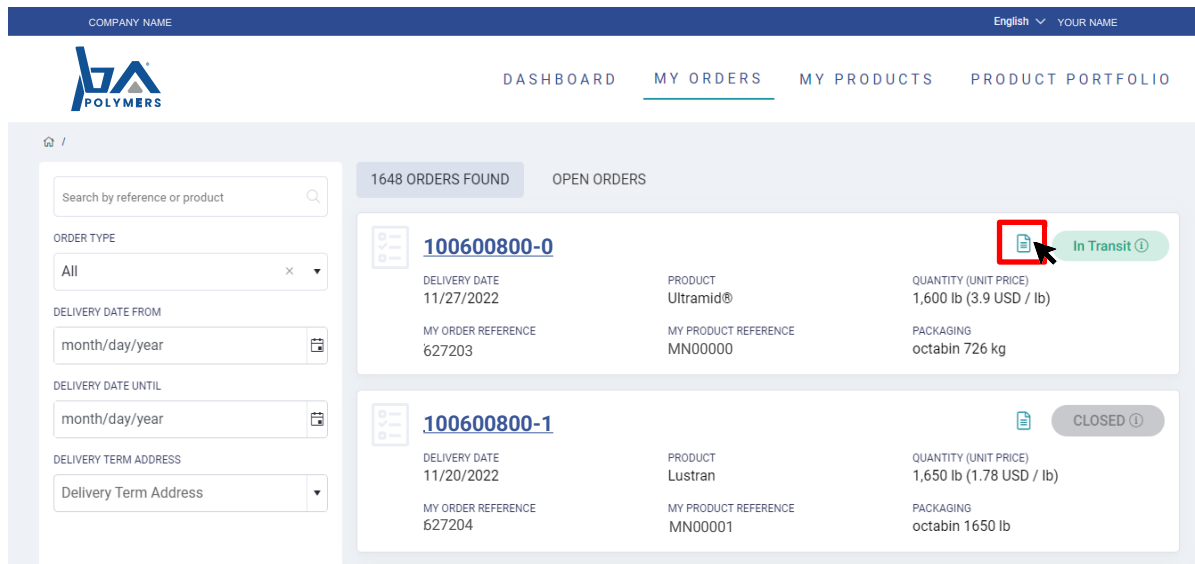 COMPANY NAME
English YOUR NAME
bA
POLYMERS
DASHBOARD MY ORDERS MY PRODUCTS PRODUCT PORTFOLIO
/
Search by reference or product
ORDER TYPE
All ×
DELIVERY DATE FROM
month/day/year
DELIVERY DATE UNTIL
month/day/year
DELIVERY TERM ADDRESS
Delivery Term Address
1648 ORDERS FOUND OPEN ORDERS
100600800-0
In Transit
DELIVERY DATE PRODUCT QUANTITY (UNIT PRICE)
11/27/2022 Ultramid® 1,600 lb (3.9 USD / lb)
MY ORDER REFERENCE MY PRODUCT REFERENCE PACKAGING
627203 MN00000 octabin 726 kg
100600800-1
CLOSED
DELIVERY DATE PRODUCT QUANTITY (UNIT PRICE)
11/20/2022 Lustran 1,650 lb (1.78 USD / lb)
MY ORDER REFERENCE MY PRODUCT REFERENCE PACKAGING
627204 MN00001 octabin 1650 lb